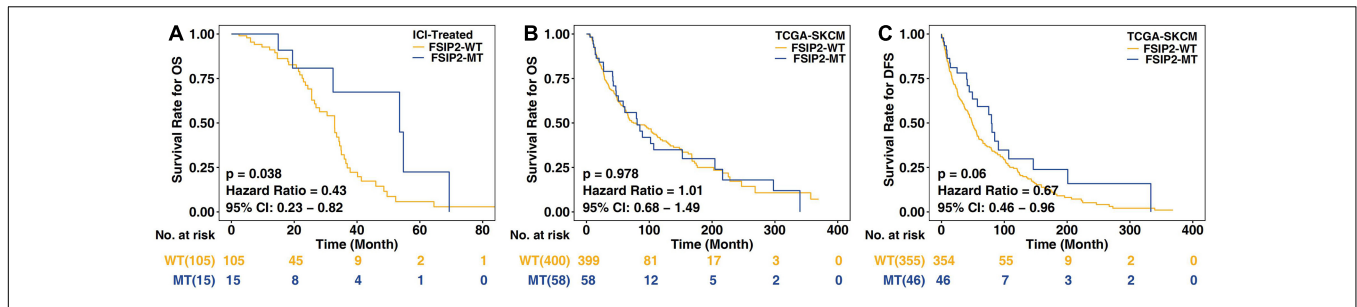 A
ICI-Treated
FSIP2-WT
FSIP2-MT
Survival Rate for OS
1.00
0.75
0.50
0.25
0.00
p = 0.038
Hazard Ratio = 0.43
95% CI: 0.23 – 0.82
0 20 40 60 80
No. at risk
Time (Month)
WT(105) 105 45 9 2 1
MT(15) 15 8 4 1 0
B
TCGA-SKCM
FSIP2-WT
FSIP2-MT
Survival Rate for OS
1.00
0.75
0.50
0.25
0.00
p = 0.978
Hazard Ratio = 1.01
95% CI: 0.68 – 1.49
0 100 200 300 400
No. at risk
Time (Month)
WT(400) 399 81 17 3 0
MT(58) 58 12 5 2 0
C
TCGA-SKCM
FSIP2-WT
FSIP2-MT
Survival Rate for DFS
1.00
0.75
0.50
0.25
0.00
p = 0.06
Hazard Ratio = 0.67
95% CI: 0.46 – 0.96
0 100 200 300 400
No. at risk
Time (Month)
WT(355) 354 55 9 2 0
MT(46) 46 7 3 2 0